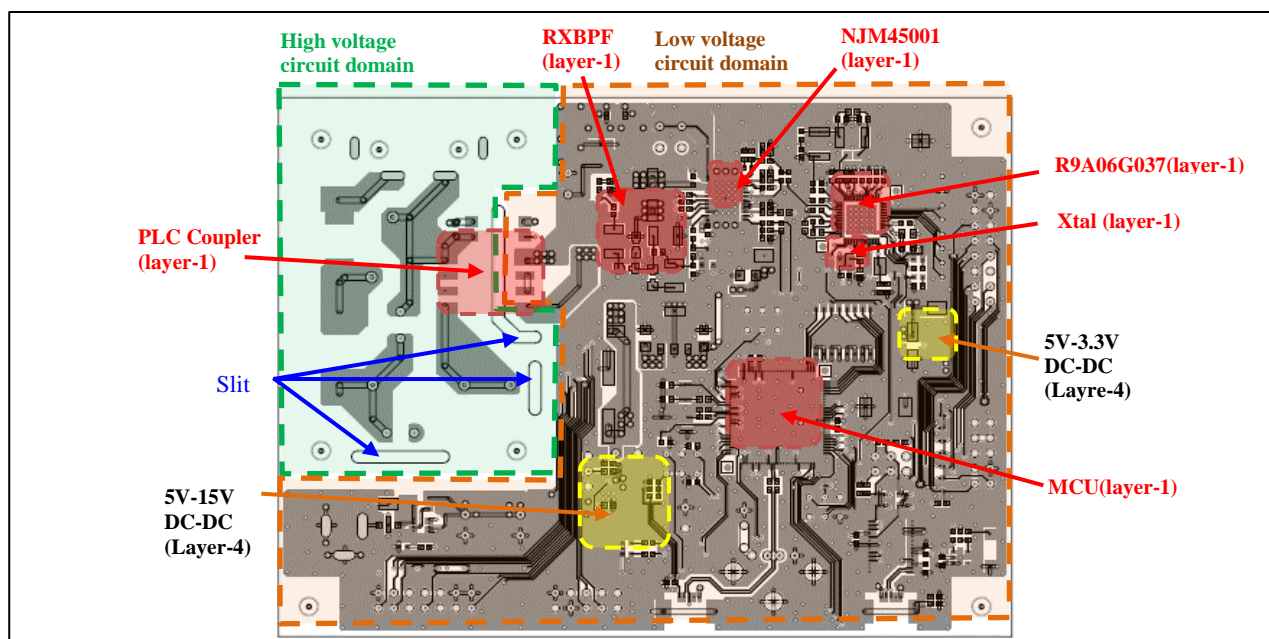 High voltage
circuit domain
RXBPF
(layer-1)
Low voltage
circuit domain
NJM45001
(layer-1)
R9A06G037(layer-1)
Xtal (layer-1)
PLC Coupler
(layer-1)
5V-3.3V
DC-DC
(Layre-4)
Slit
MCU(layer-1)
5V-15V
DC-DC
(Layer-4)